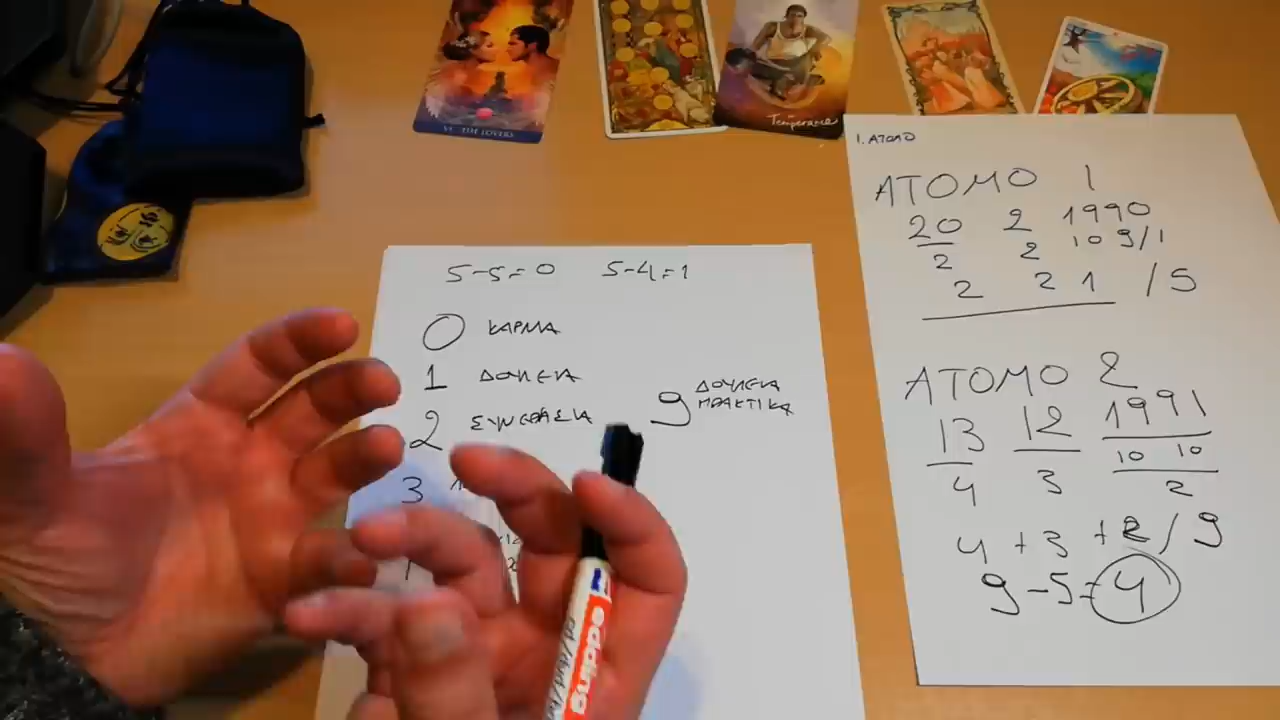 VI THE LOVERS
Temperance
5-5=0 5-4=1
0 ΚΑΡΜΑ
1 ΔΟΥΛΕΙΑ
2 ΣΥΝΕΡΓΑΣΙΑ
9 ΔΟΥΛΕΙΑ
ΠΡΑΚΤΙΚΑ
3
1. ΑΤΟΜΟ
ΑΤΟΜΟ 1
20 2 1990
2 2 10 9/1
2 2 1 /5
ΑΤΟΜΟ 2
13 12 1991
10 10
4 3 2
4+3+2/9
9-5=4
edding